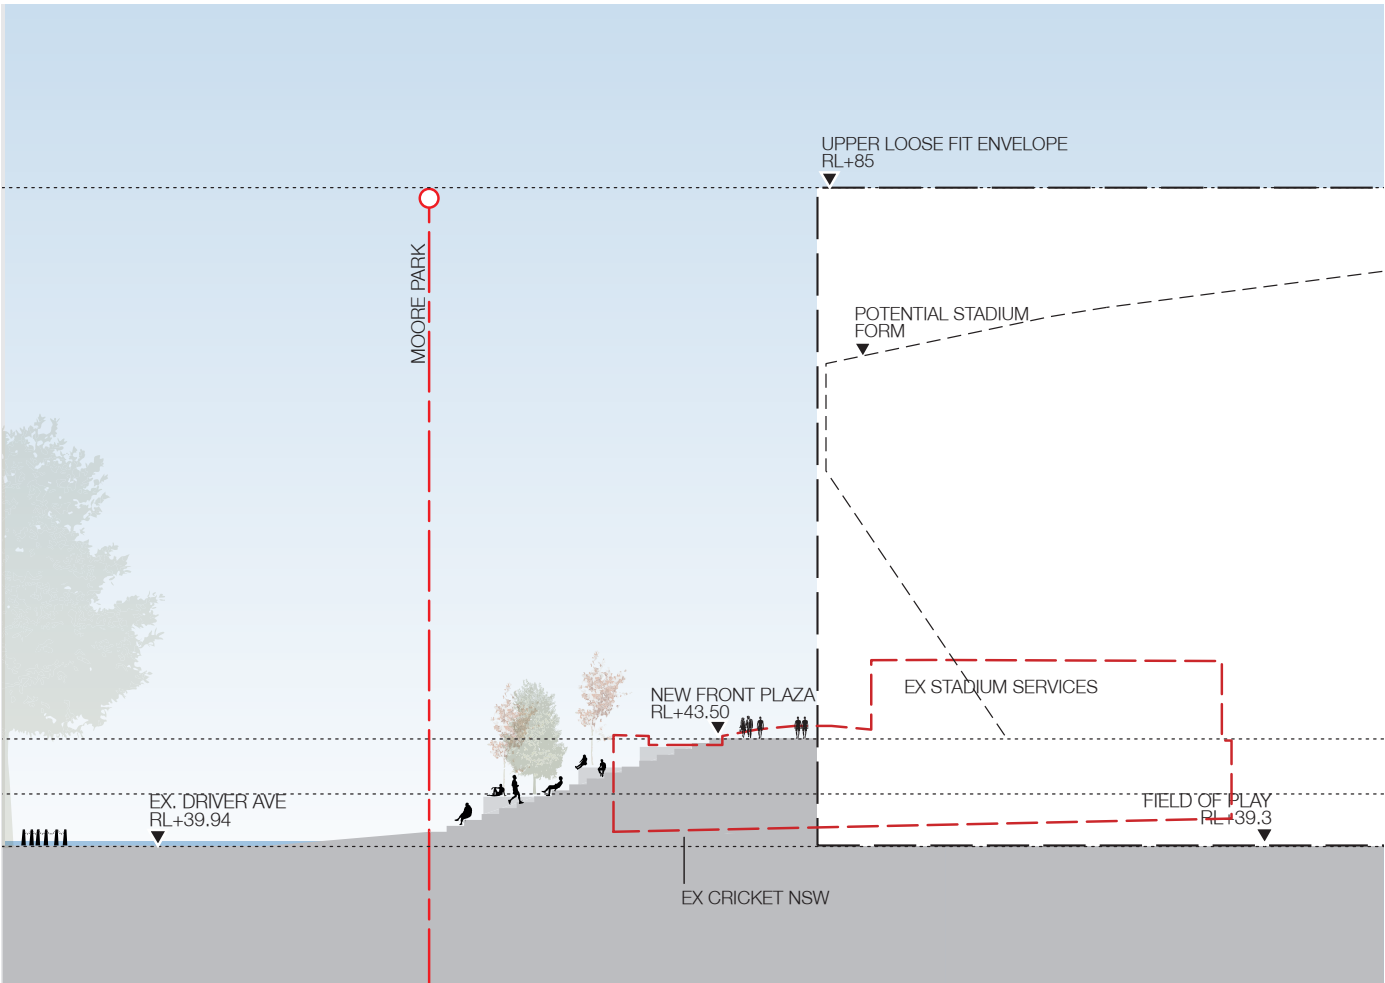 UPPER LOOSE FIT ENVELOPE
RL+85
MOORE PARK
POTENTIAL STADIUM
FORM
EX STADIUM SERVICES
NEW FRONT PLAZA
RL+43.50
EX. DRIVER AVE
RL+39.94
FIELD OF PLAY
RL+39.3
EX CRICKET NSW